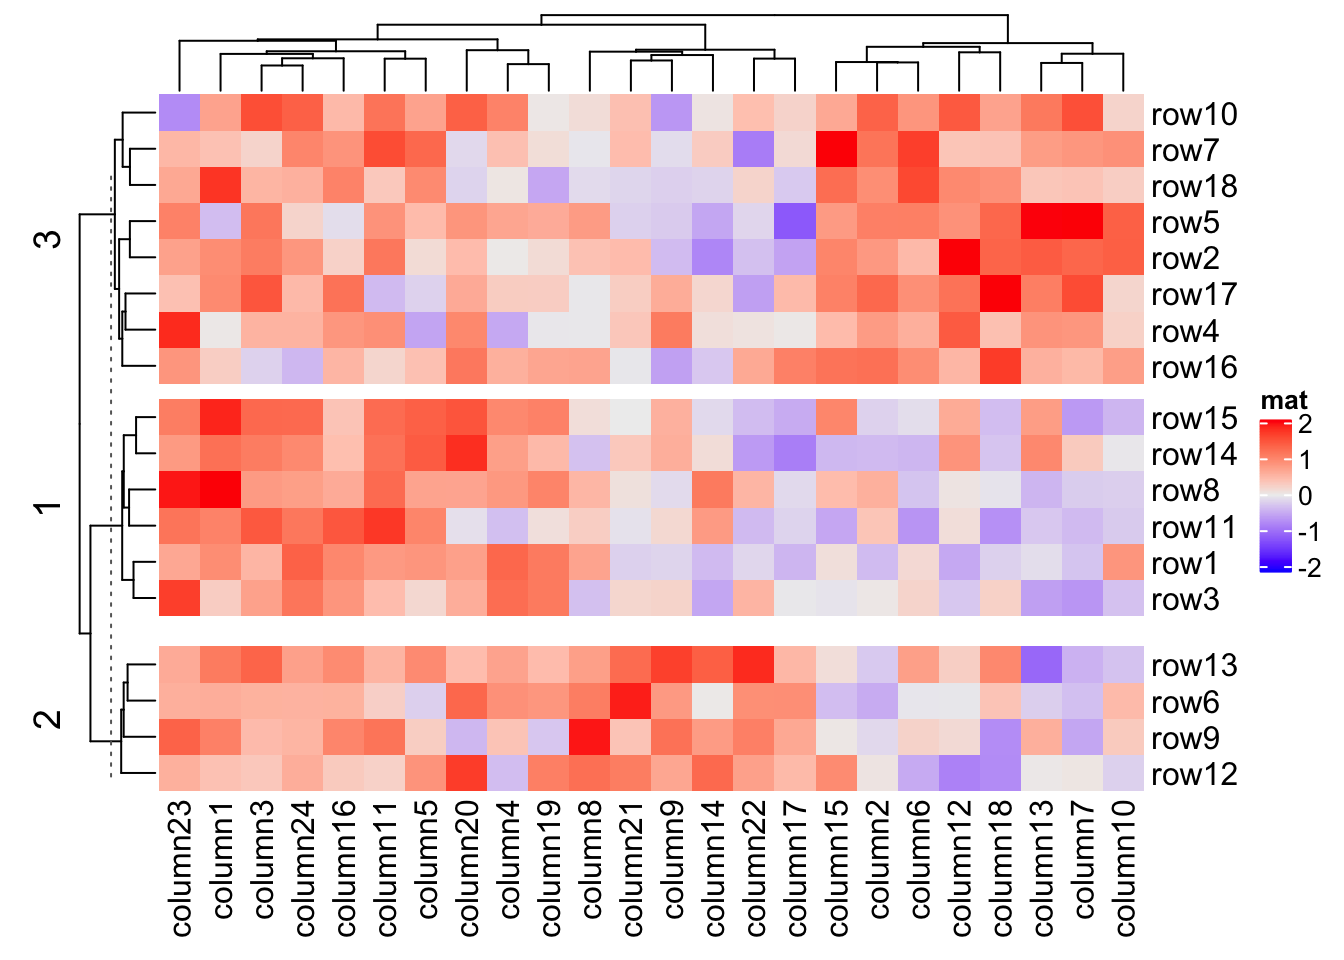 3
row10
row7
row18
row5
row2
row17
row4
row16
1
row15
row14
row8
row11
row1
row3
2
row13
row6
row9
row12
column23
column1
column3
column24
column16
column11
column5
column20
column4
column19
column8
column21
column9
column14
column22
column17
column15
column2
column6
column12
column18
column13
column7
column10
mat
2
1
0
-1
-2